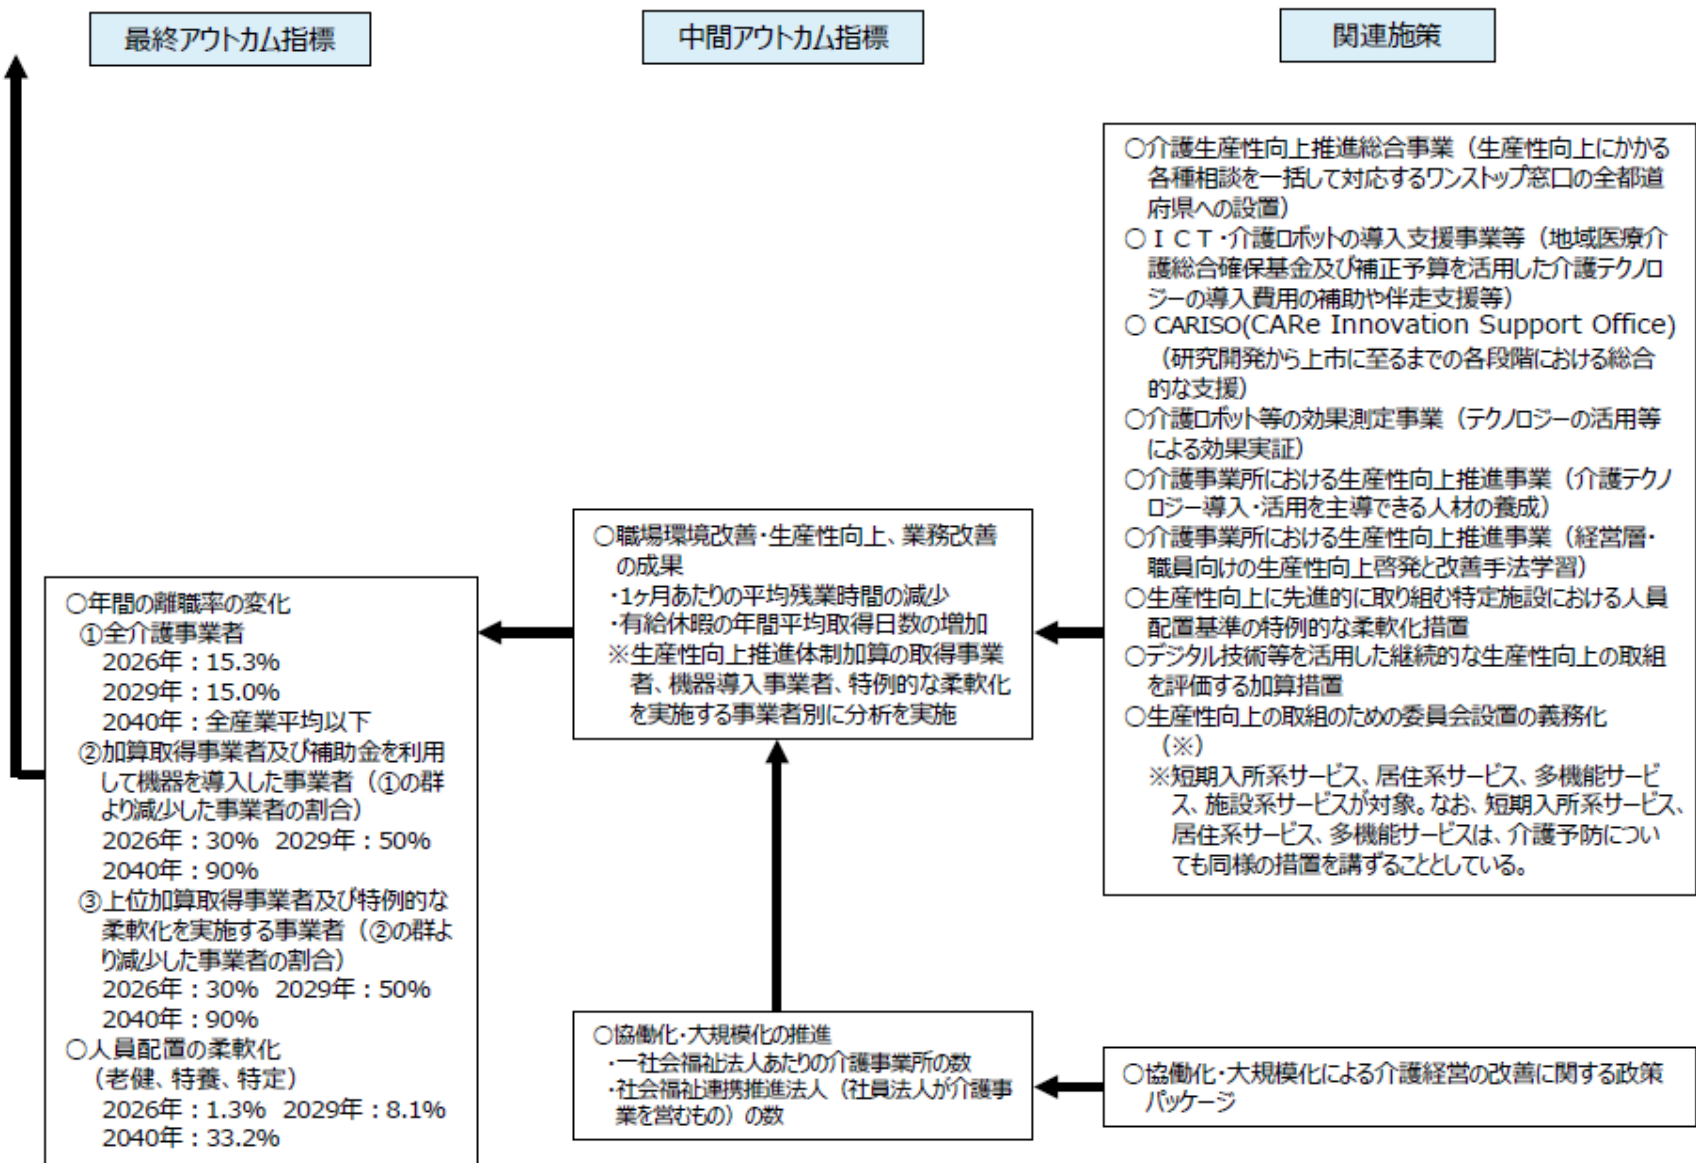 最終アウトカム指標
中間アウトカム指標
関連施策
○年間の離職率の変化
①全介護事業者
2026年：15.3%
2029年：15.0%
2040年：全産業平均以下
②加算取得事業者及び補助金を利用
して機器を導入した事業者（①の群
より減少した事業者の割合）
2026年：30% 2029年：50%
2040年：90%
③上位加算取得事業者及び特例的な
柔軟化を実施する事業者（②の群よ
り減少した事業者の割合）
2026年：30% 2029年：50%
2040年：90%
○人員配置の柔軟化
（老健、特養、特定）
2026年：1.3% 2029年：8.1%
2040年：33.2%
○職場環境改善・生産性向上、業務改善
の成果
・1ヶ月あたりの平均残業時間の減少
・有給休暇の年間平均取得日数の増加
※生産性向上推進体制加算の取得事業
者、機器導入事業者、特例的な柔軟化
を実施する事業者別に分析を実施
○協働化・大規模化の推進
・一社会福祉法人あたりの介護事業所の数
・社会福祉連携推進法人（社員法人が介護事
業を営むもの）の数
○介護生産性向上推進総合事業（生産性向上にかかる
各種相談を一括して対応するワンストップ窓口の全都道
府県への設置）
○ＩＣＴ・介護ロボットの導入支援事業等（地域医療介
護総合確保基金及び補正予算を活用した介護テクノロ
ジーの導入費用の補助や伴走支援等）
○ CARISO(CARe Innovation Support Office)
（研究開発から上市に至るまでの各段階における総合
的な支援）
○介護ロボット等の効果測定事業（テクノロジーの活用等
による効果実証）
○介護事業所における生産性向上推進事業（介護テクノ
ロジー導入・活用を主導できる人材の養成）
○介護事業所における生産性向上推進事業（経営層・
職員向けの生産性向上啓発と改善手法学習）
○生産性向上に先進的に取り組む特定施設における人員
配置基準の特例的な柔軟化措置
○デジタル技術等を活用した継続的な生産性向上の取組
を評価する加算措置
○生産性向上の取組のための委員会設置の義務化
（※）
※短期入所系サービス、居住系サービス、多機能サービ
ス、施設系サービスが対象。なお、短期入所系サービス、
居住系サービス、多機能サービスは、介護予防につい
ても同様の措置を講ずることとしている。
○協働化・大規模化による介護経営の改善に関する政策
パッケージ